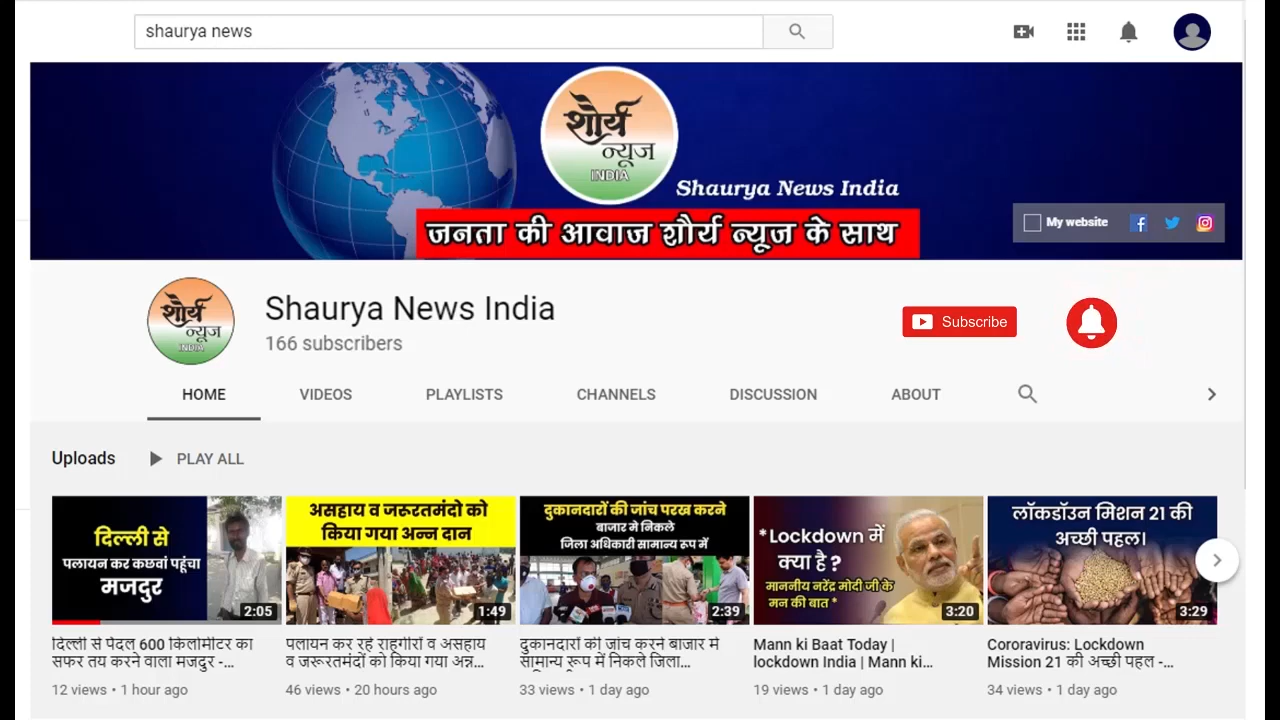 shaurya news
शौर्य
न्यूज
INDIA
Shaurya News India
जनता की आवाज शौर्य न्यूज के साथ
My website
शौर्य
न्यूज
INDIA
Shaurya News India
166 subscribers
Subscribe
HOME VIDEOS PLAYLISTS CHANNELS DISCUSSION ABOUT
Uploads PLAY ALL
दिल्ली से
पलायन कर कछवां पहुंचा
मजदुर
2:05
दिल्ली से पैदल 600 किलोमीटर का
सफर तय करने वाला मजदुर -...
12 views • 1 hour ago
असहाय व जरूरतमंदो को
किया गया अन्न दान
1:49
पलायन कर रहे राहगीरों व असहाय
व जरूरतमंदों को किया गया अन्न...
46 views • 20 hours ago
दुकानदारों की जांच परख करने
बाजार मे निकले
जिला अधिकारी सामान्य रूप में
2:39
दुकानदारों की जांच करने बाजार मे
सामान्य रूप में निकले जिला...
33 views • 1 day ago
*Lockdown में
क्या है ?
माननीय नरेंद्र मोदी जी के
मन की बात *
3:20
Mann ki Baat Today |
lockdown India | Mann ki...
19 views • 1 day ago
लॉकडॉउन मिशन 21 की
अच्छी पहल।
3:29
Cororavirus: Lockdown
Mission 21 की अच्छी पहल -...
34 views • 1 day ago